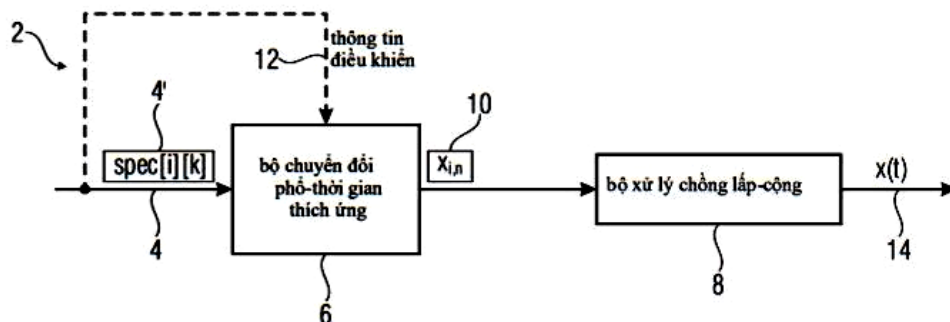 2
12
thông tin
điều khiển
4'
spec[i][k]
4
bộ chuyển đổi
phổ-thời gian
thích ứng
6
10
x_{i,n}
bộ xử lý chồng lấp-cộng
8
x(t)
14